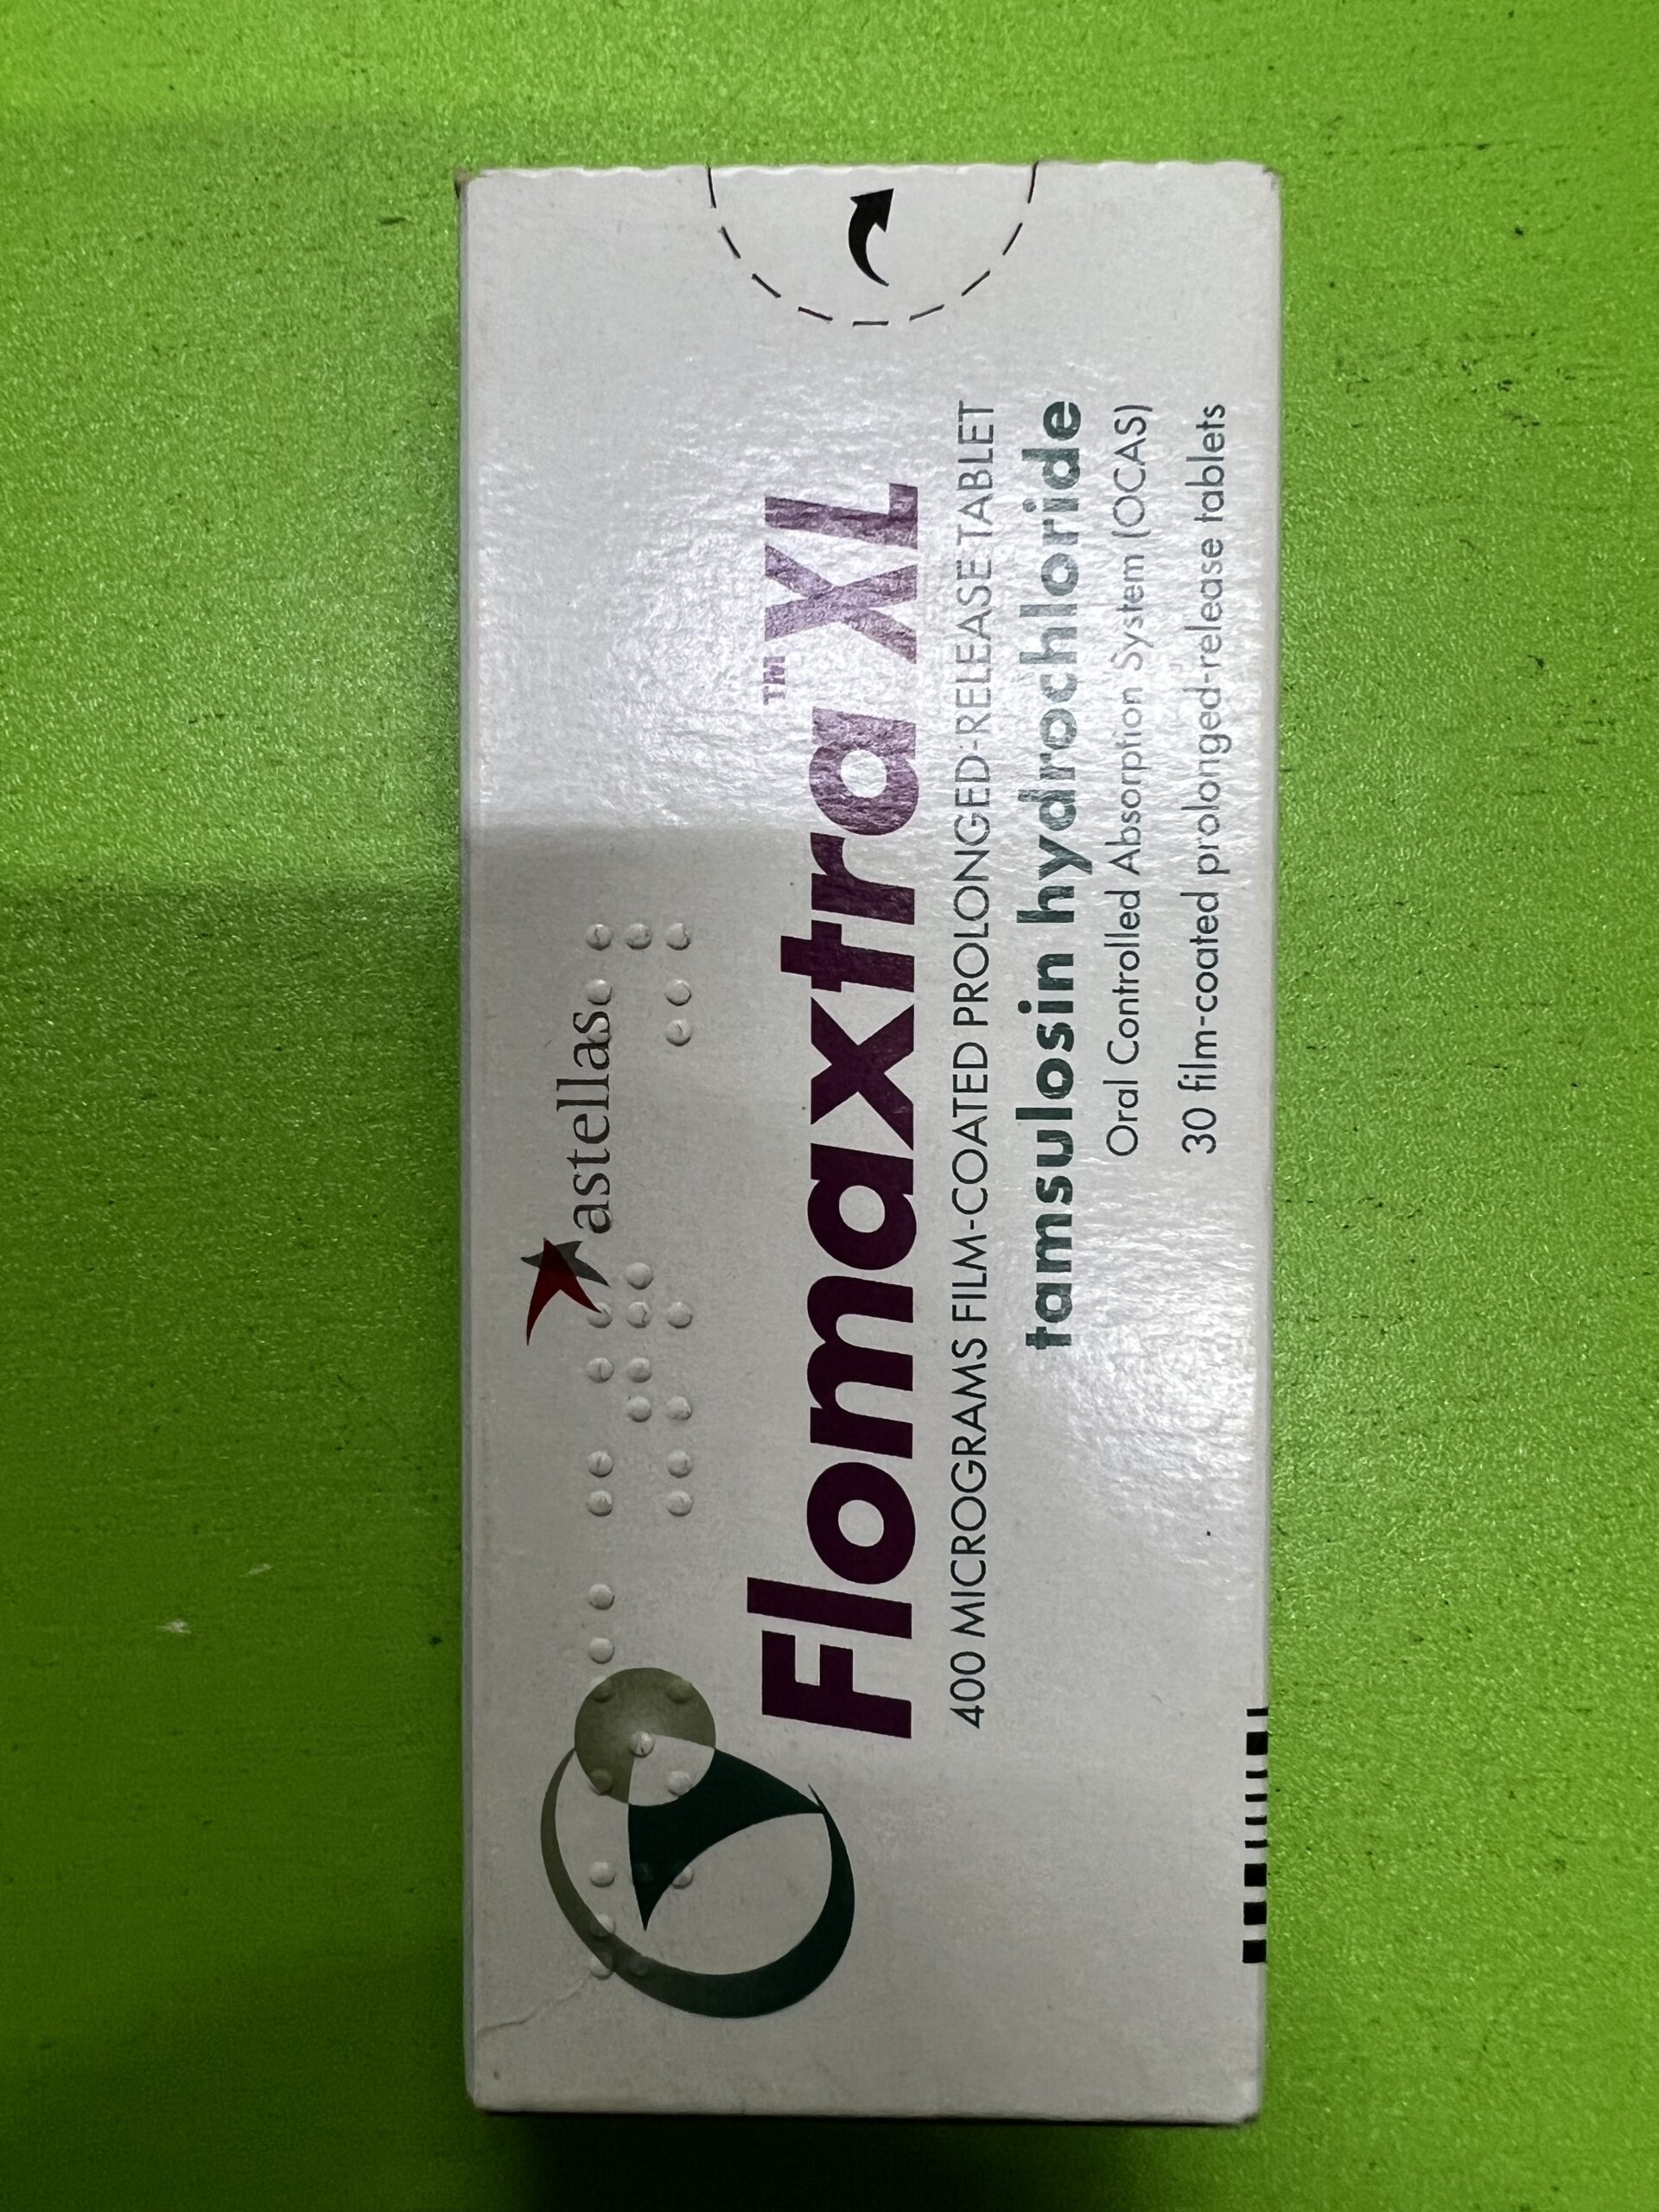 astellas
Flomaxtra™ XL
400 MICROGRAMS FILM-COATED PROLONGED-RELEASE TABLET
tamsulosin hydrochloride
Oral Controlled Absorption System (OCAS)
30 film-coated prolonged-release tablets